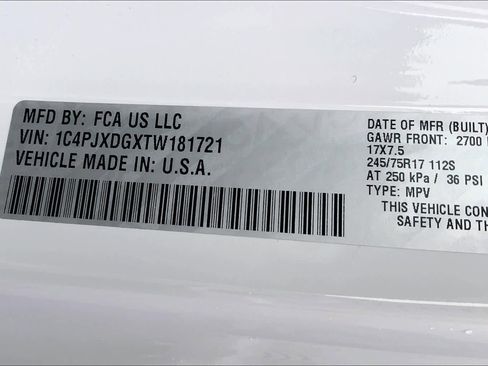 MFD BY: FCA US LLC
VIN: 1C4PJXDGXTW181721
VEHICLE MADE IN: U.S.A.
DATE OF MFR (BUILT)
GAWR FRONT: 2700
17X7.5
245/75R17 112S
AT 250 kPa / 36 PSI
TYPE: MPV
THIS VEHICLE CON
SAFETY AND TH